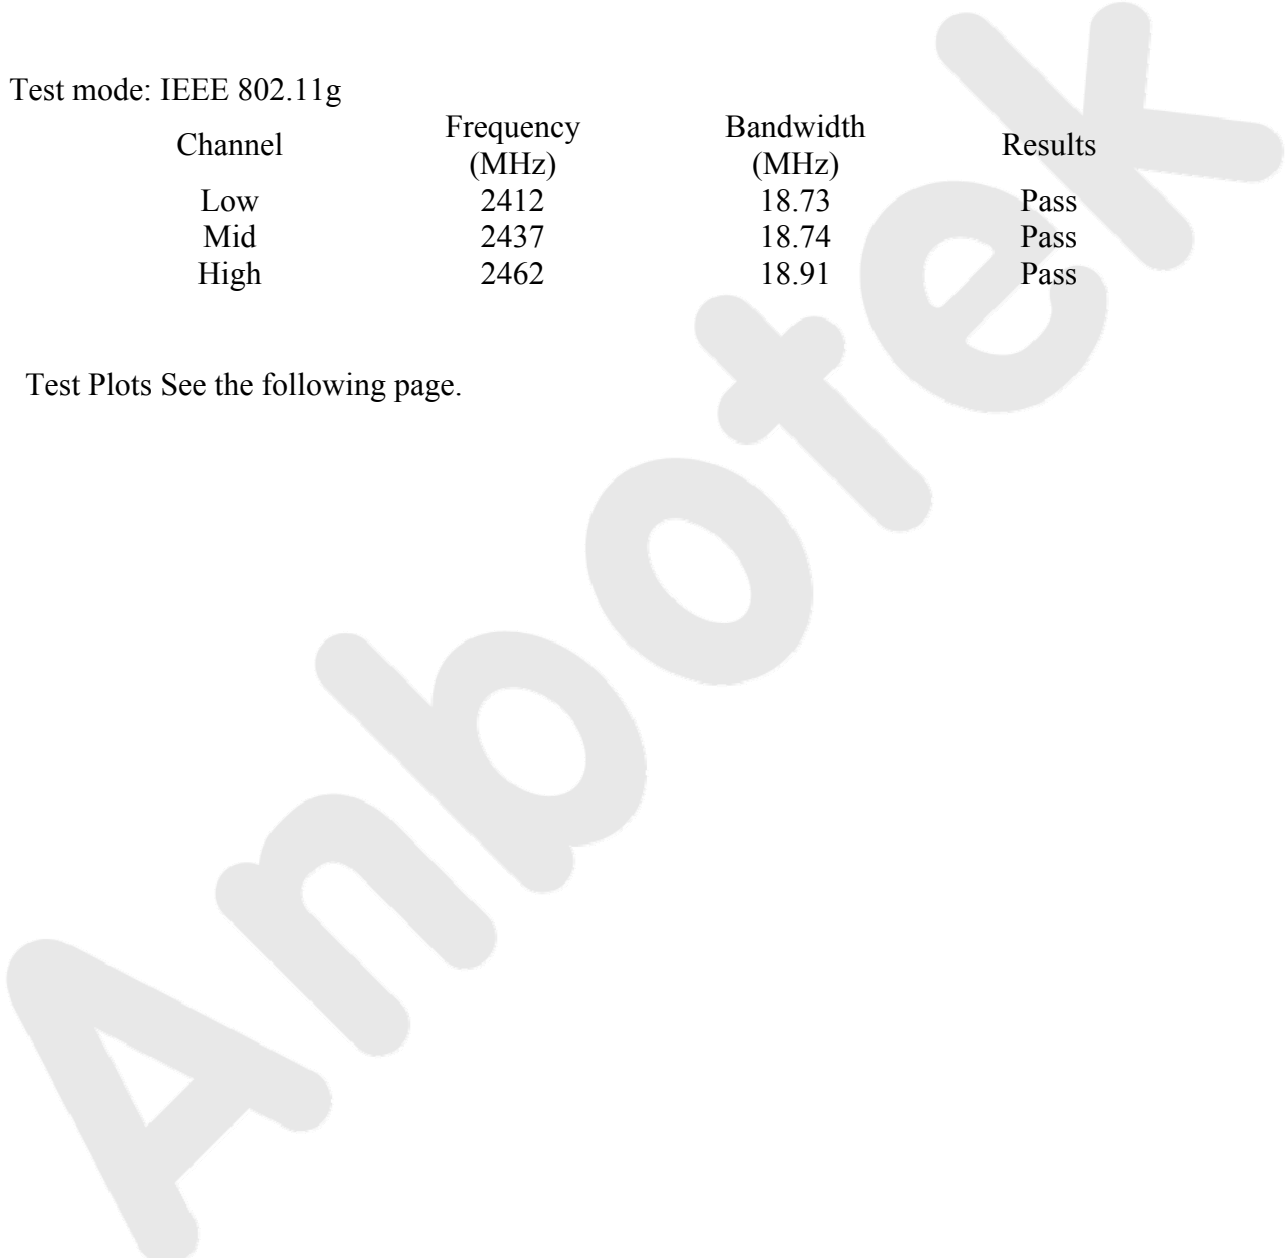 Test mode: IEEE 802.11g
Channel Frequency (MHz) Bandwidth (MHz) Results
Low 2412 18.73 Pass
Mid 2437 18.74 Pass
High 2462 18.91 Pass
Test Plots See the following page.
Anbotek